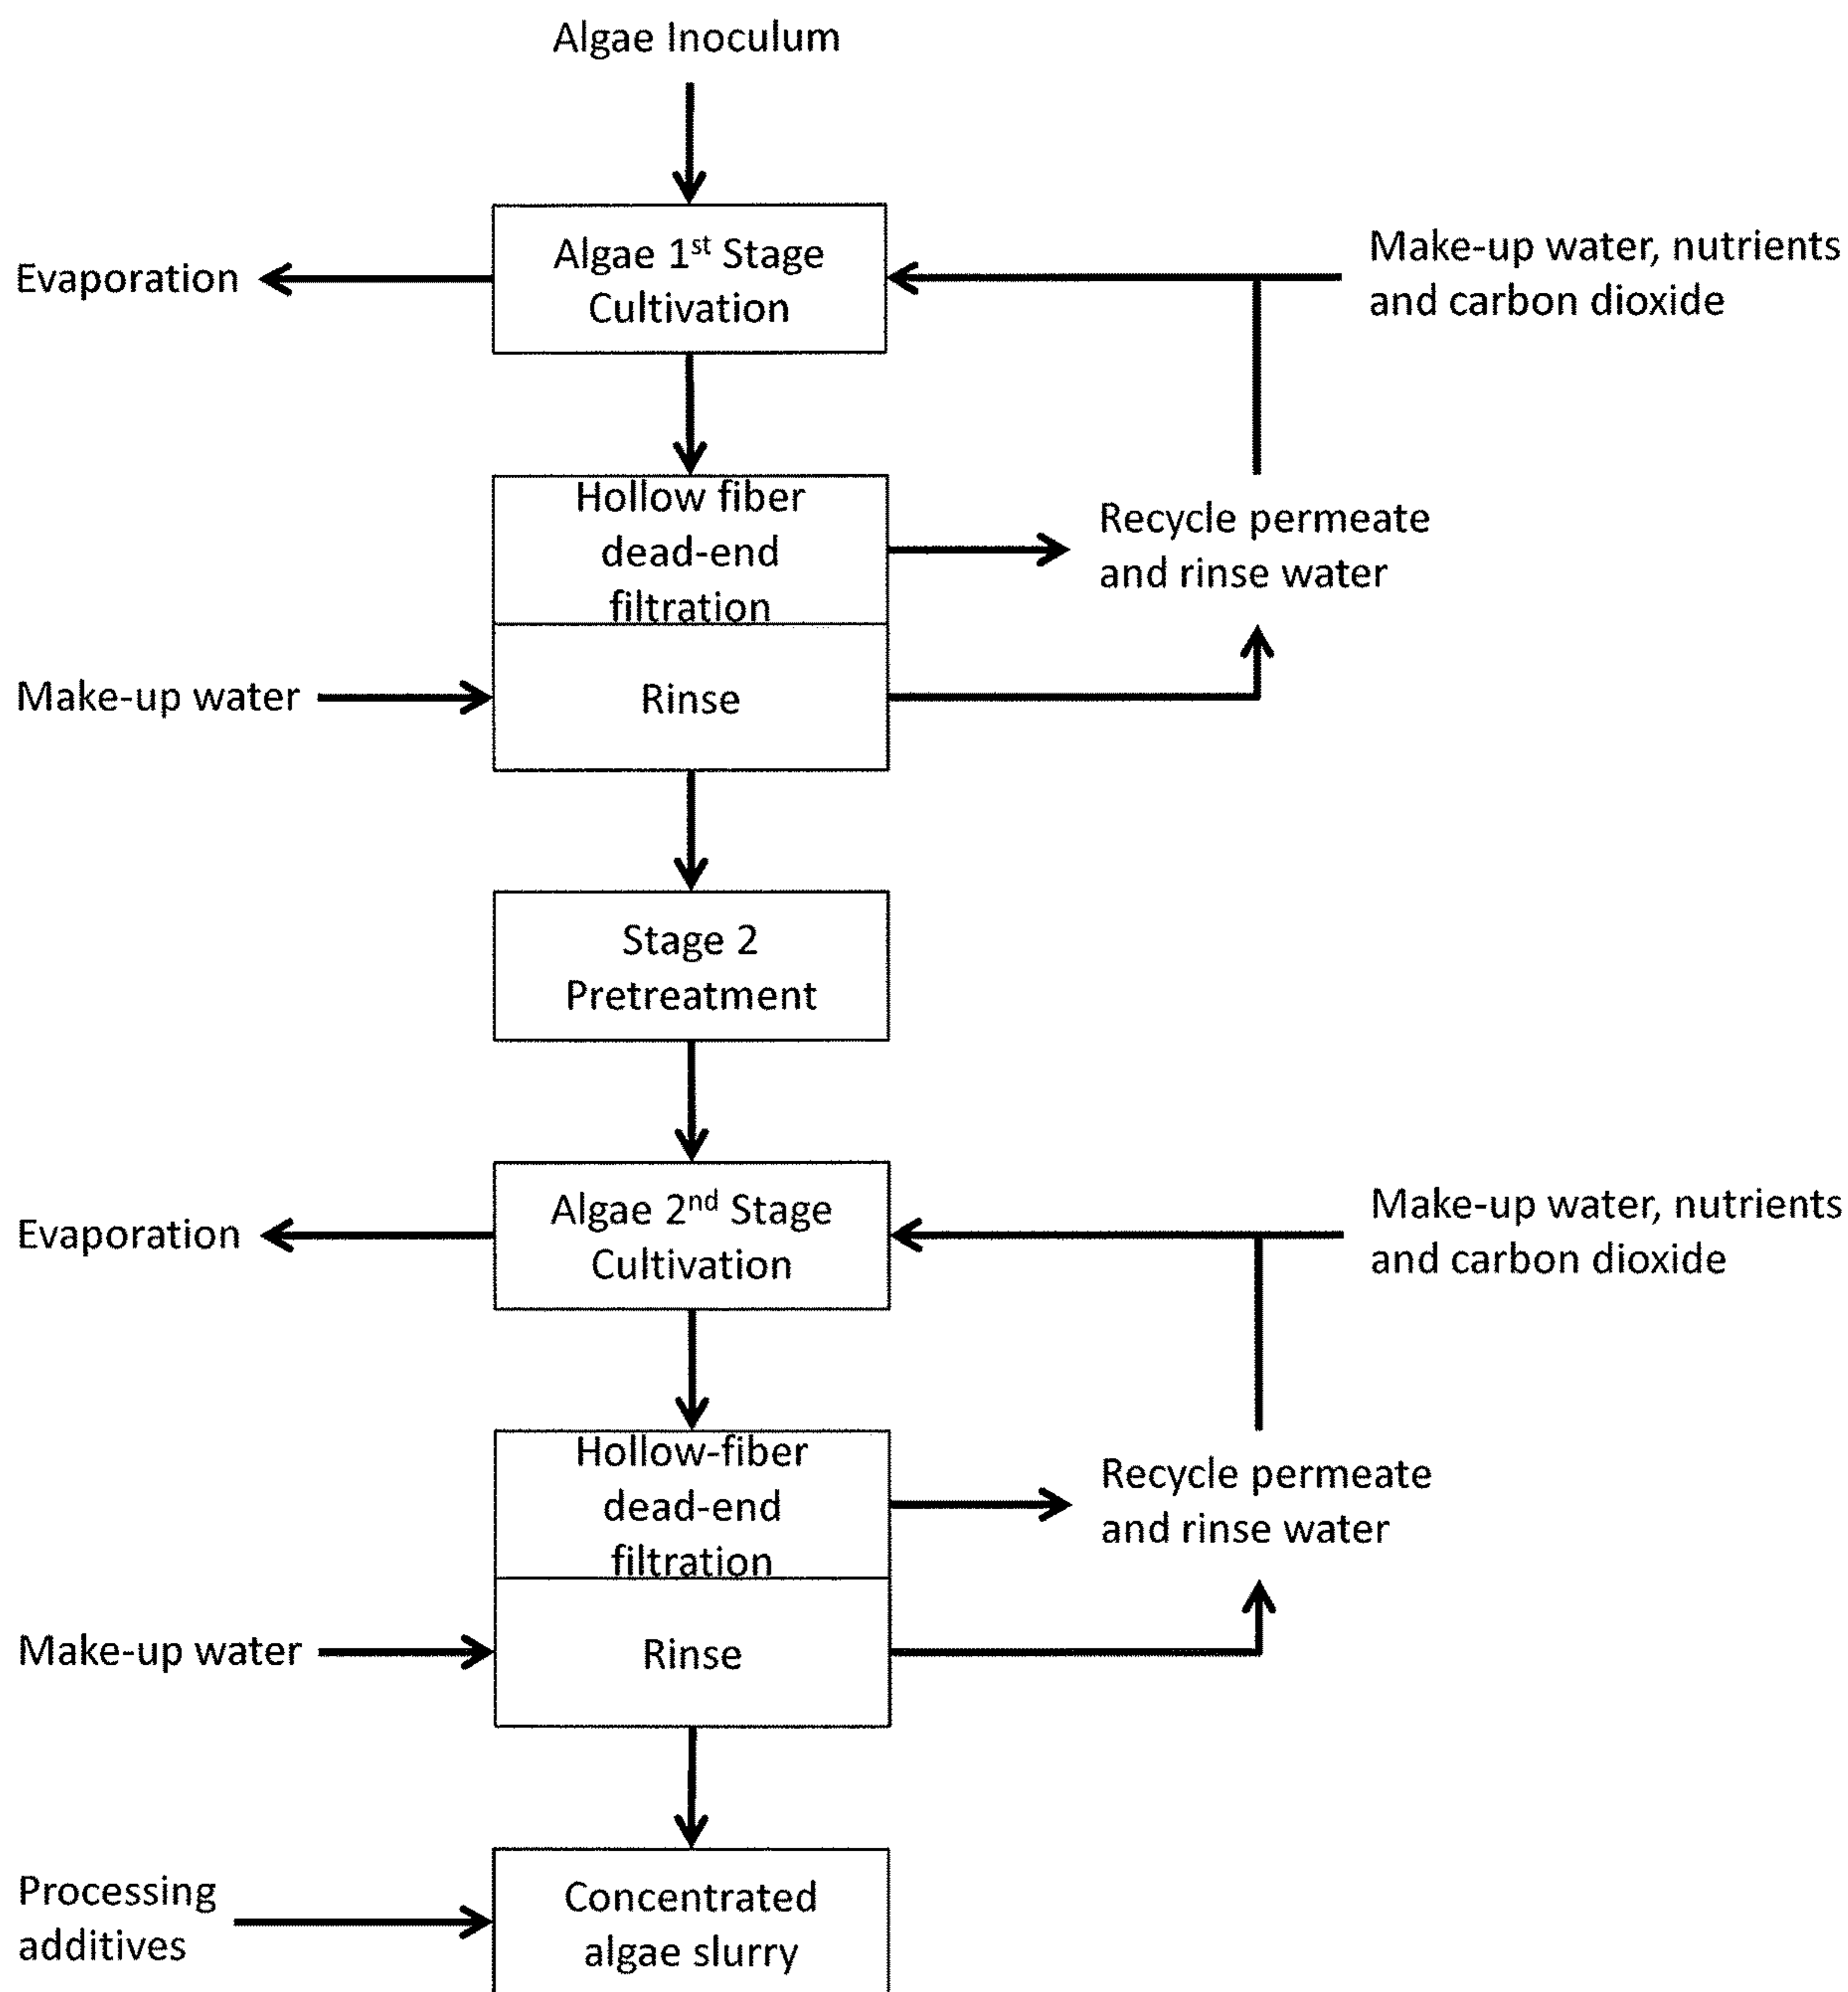 Algae Inoculum
Evaporation
Algae 1st Stage
Cultivation
Make-up water, nutrients
and carbon dioxide
Hollow fiber
dead-end
filtration
Recycle permeate
and rinse water
Make-up water
Rinse
Stage 2
Pretreatment
Evaporation
Algae 2nd Stage
Cultivation
Make-up water, nutrients
and carbon dioxide
Hollow-fiber
dead-end
filtration
Recycle permeate
and rinse water
Make-up water
Rinse
Processing
additives
Concentrated
algae slurry